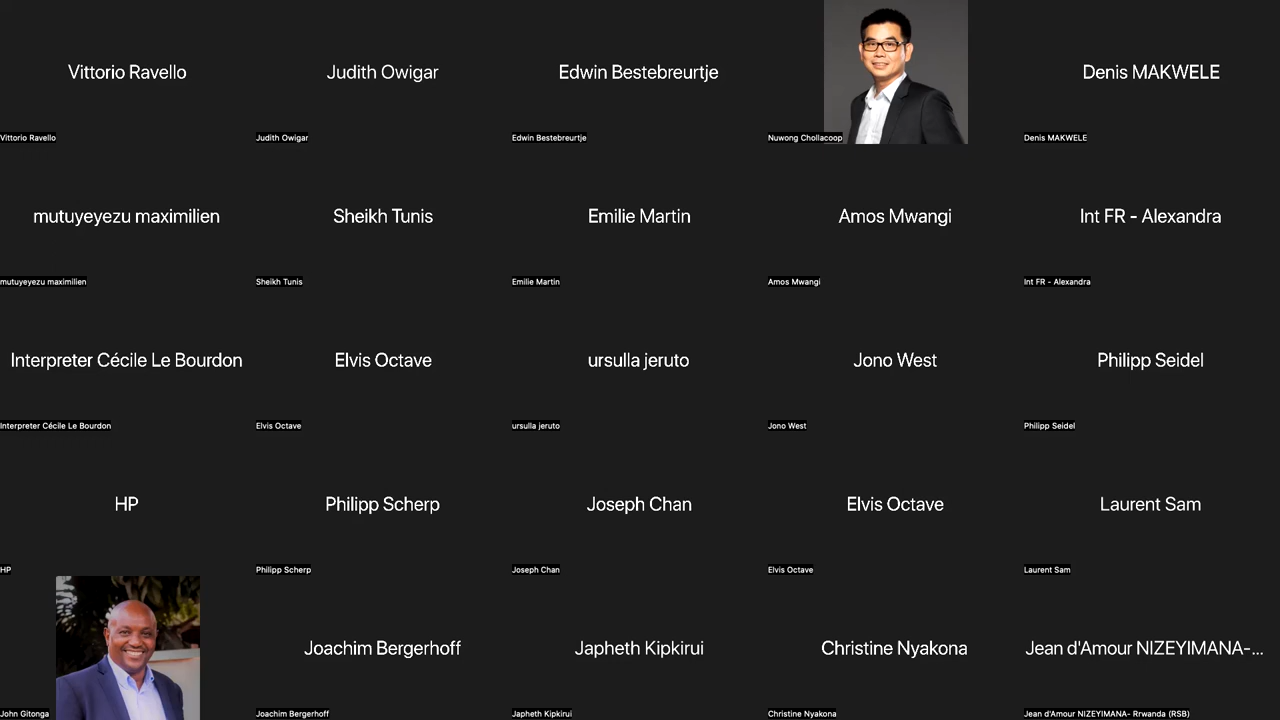 Vittorio Ravello
Judith Owigar
Edwin Bestebreurtje
Denis MAKWELE
Vittorio Ravello
Judith Owigar
Edwin Bestebreurtje
Nuwong Chollacoop
Denis MAKWELE
mutuyeyezu maximilien
Sheikh Tunis
Emilie Martin
Amos Mwangi
Int FR - Alexandra
mutuyeyezu maximilien
Sheikh Tunis
Emilie Martin
Amos Mwangi
Int FR - Alexandra
Interpreter Cécile Le Bourdon
Elvis Octave
ursulla jeruto
Jono West
Philipp Seidel
Interpreter Cécile Le Bourdon
Elvis Octave
ursulla jeruto
Jono West
Philipp Seidel
HP
Philipp Scherp
Joseph Chan
Elvis Octave
Laurent Sam
HP
Philipp Scherp
Joseph Chan
Elvis Octave
Laurent Sam
Joachim Bergerhoff
Japheth Kipkirui
Christine Nyakona
Jean d'Amour NIZEYIMANA-...
John Gitonga
Joachim Bergerhoff
Japheth Kipkirui
Christine Nyakona
Jean d'Amour NIZEYIMANA- Rrwanda (RSB)